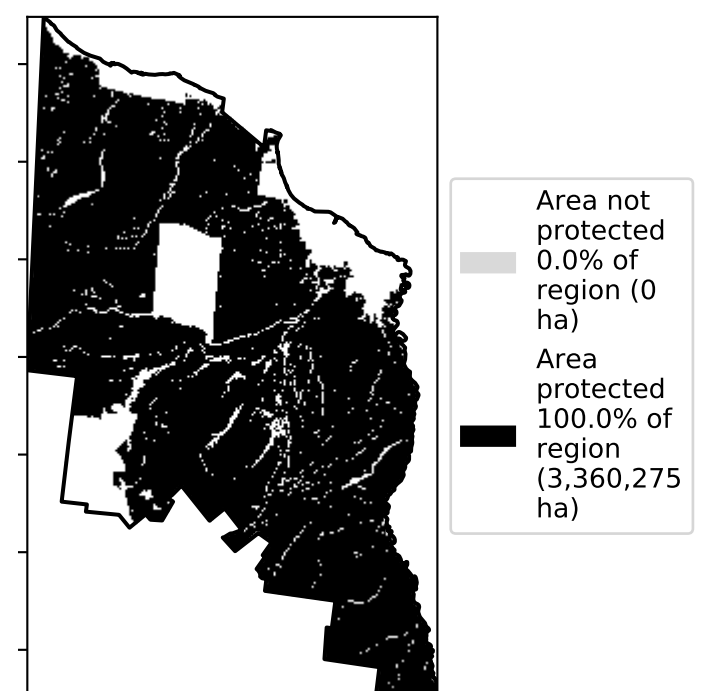 Area not
protected
0.0% of
region (0
ha)
Area
protected
100.0% of
region
(3,360,275
ha)